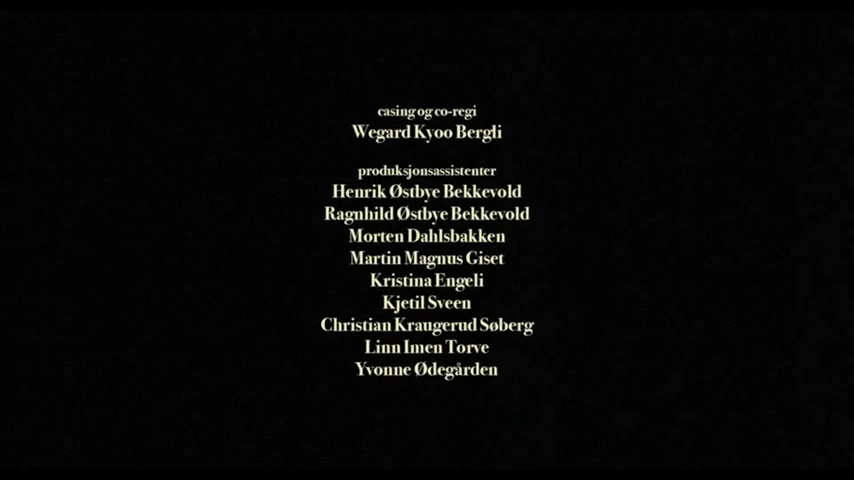 casing og co-regi
Wegard Kyoo Bergli
produksjonsassistenter
Henrik Østbye Bekkevold
Ragnhild Østbye Bekkevold
Morten Dahlsbakken
Martin Magnus Giset
Kristina Engeli
Kjetil Sveen
Christian Kraugerud Søberg
Linn Imen Torve
Yvonne Ødegården